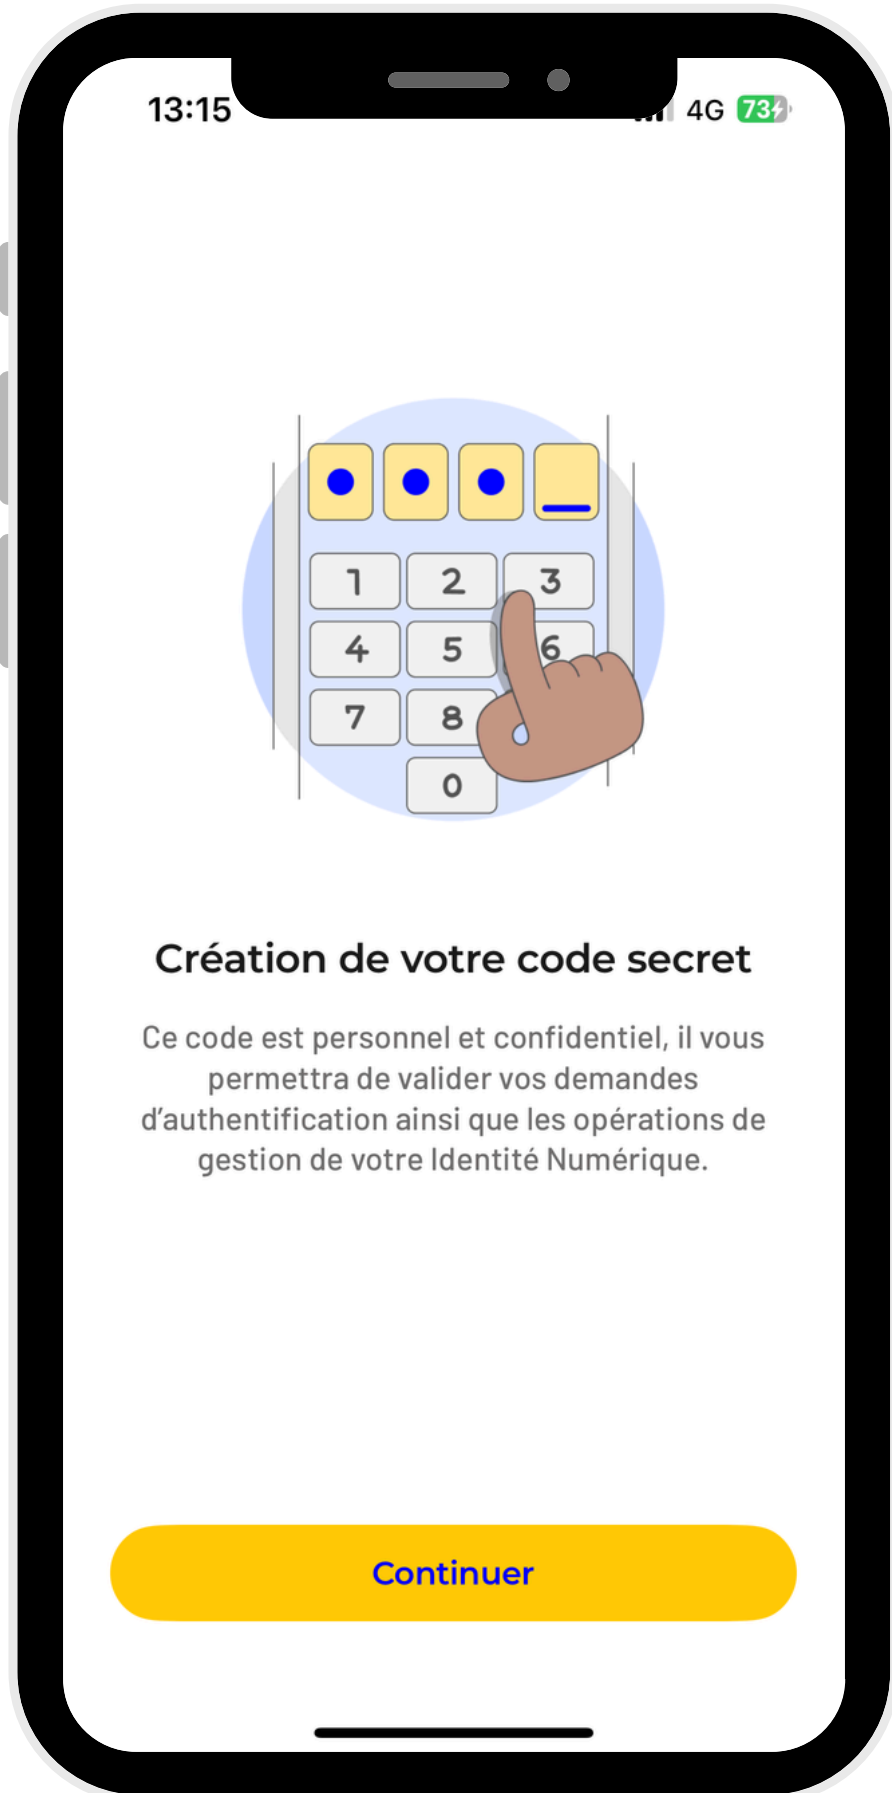 13:15 4G 73
1 2 3
4 5 6
7 8
0
Création de votre code secret
Ce code est personnel et confidentiel, il vous
permettra de valider vos demandes
d’authentification ainsi que les opérations de
gestion de votre Identité Numérique.
Continuer